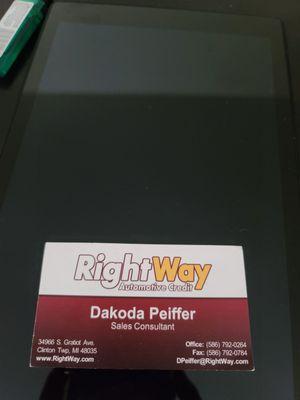 RightWay
Automotive Credit
Dakoda Peiffer
Sales Consultant
34966 S. Gratiot Ave,
Clinton Twp, MI 48035
www.RightWay.com
Office: (586) 792-0264
Fax: (586) 792-0784
DPeiffer@RightWay.com